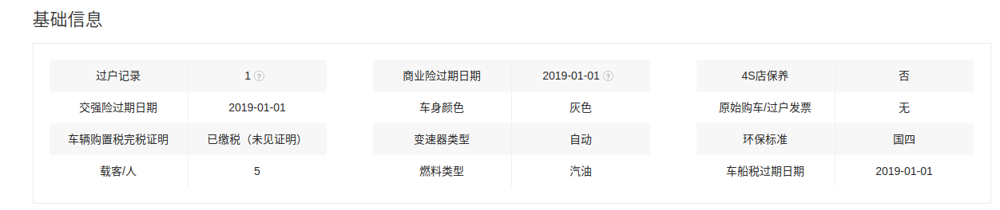 基础信息
过户记录 1 ? 商业险过期日期 2019-01-01 ? 4S店保养 否
交强险过期日期 2019-01-01 车身颜色 灰色 原始购车/过户发票 无
车辆购置税完税证明 已缴税（未见证明） 变速器类型 自动 环保标准 国四
载客/人 5 燃料类型 汽油 车船税过期日期 2019-01-01